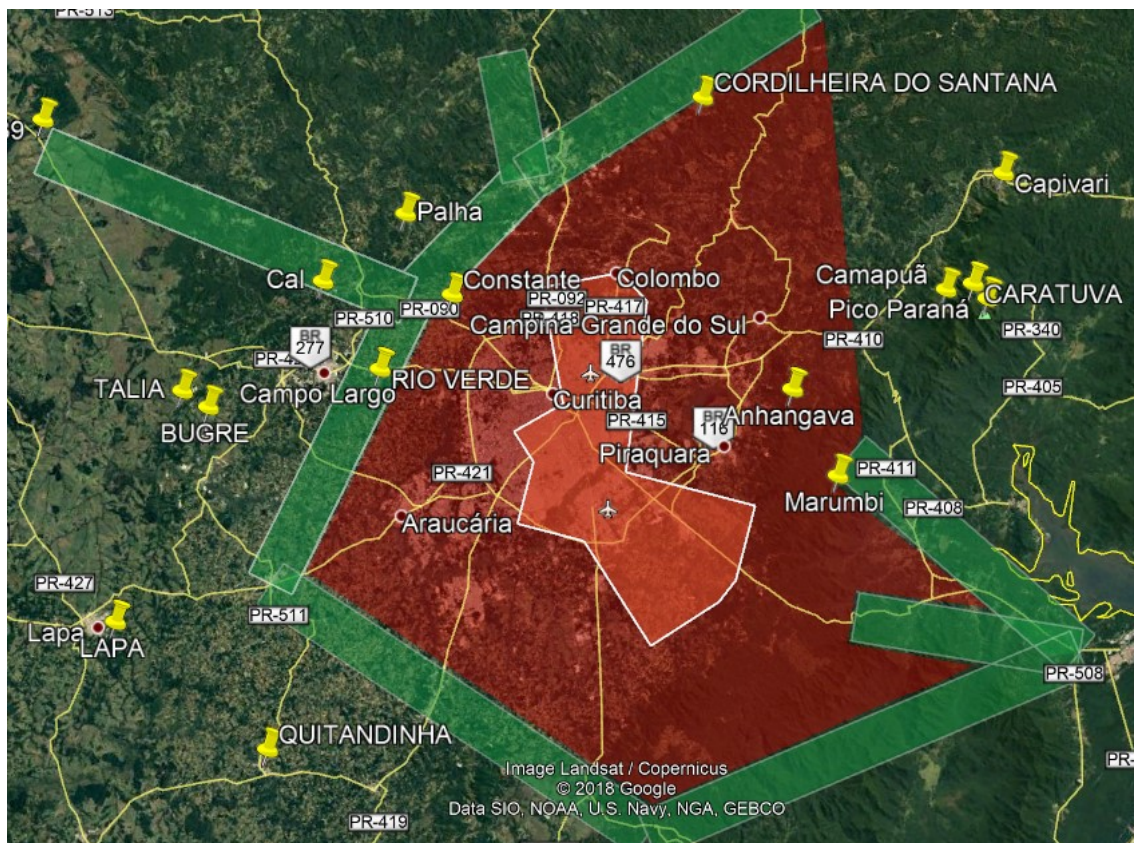 PR-513
CORDILHEIRA DO SANTANA
Capivari
Palha
Cal
Constante
Colombo
Camapuã
CARATUVA
PR-090
PR-092
PR-417
PR-418
Pico Paraná
PR-510
Campina Grande do Sul
PR-340
BR
277
BR
476
PR-410
TALIA
Campo Largo
RIO VERDE
PR-405
Curitiba
BUGRE
PR-415
BR
116
Anhangava
Piraquara
PR-421
PR-411
Marumbi
PR-408
Araucária
PR-427
PR-511
Lapa
LAPA
PR-508
QUITANDINHA
Image Landsat / Copernicus
© 2018 Google
Data SIO, NOAA, U.S. Navy, NGA, GEBCO
PR-419